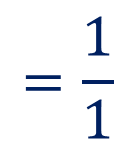 = 1/1